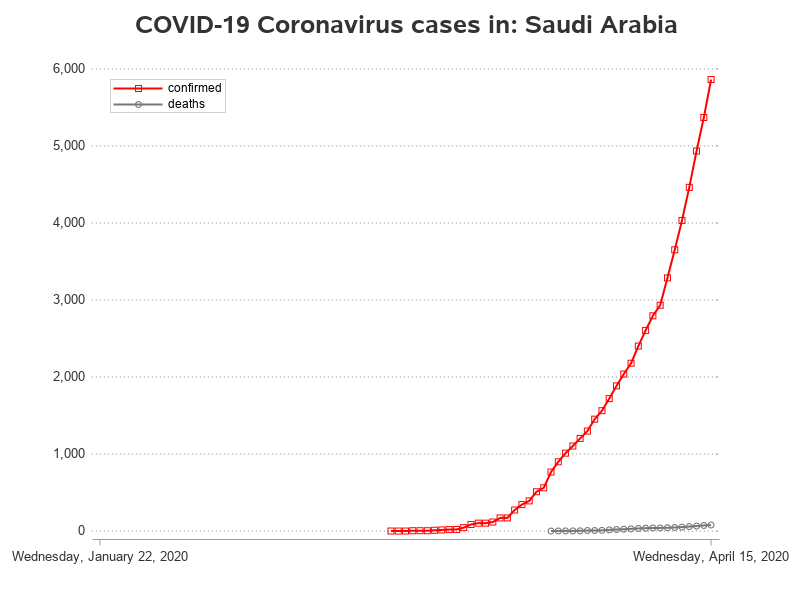 COVID-19 Coronavirus cases in: Saudi Arabia
6,000
confirmed
deaths
5,000
4,000
3,000
2,000
1,000
0
Wednesday, January 22, 2020
Wednesday, April 15, 2020